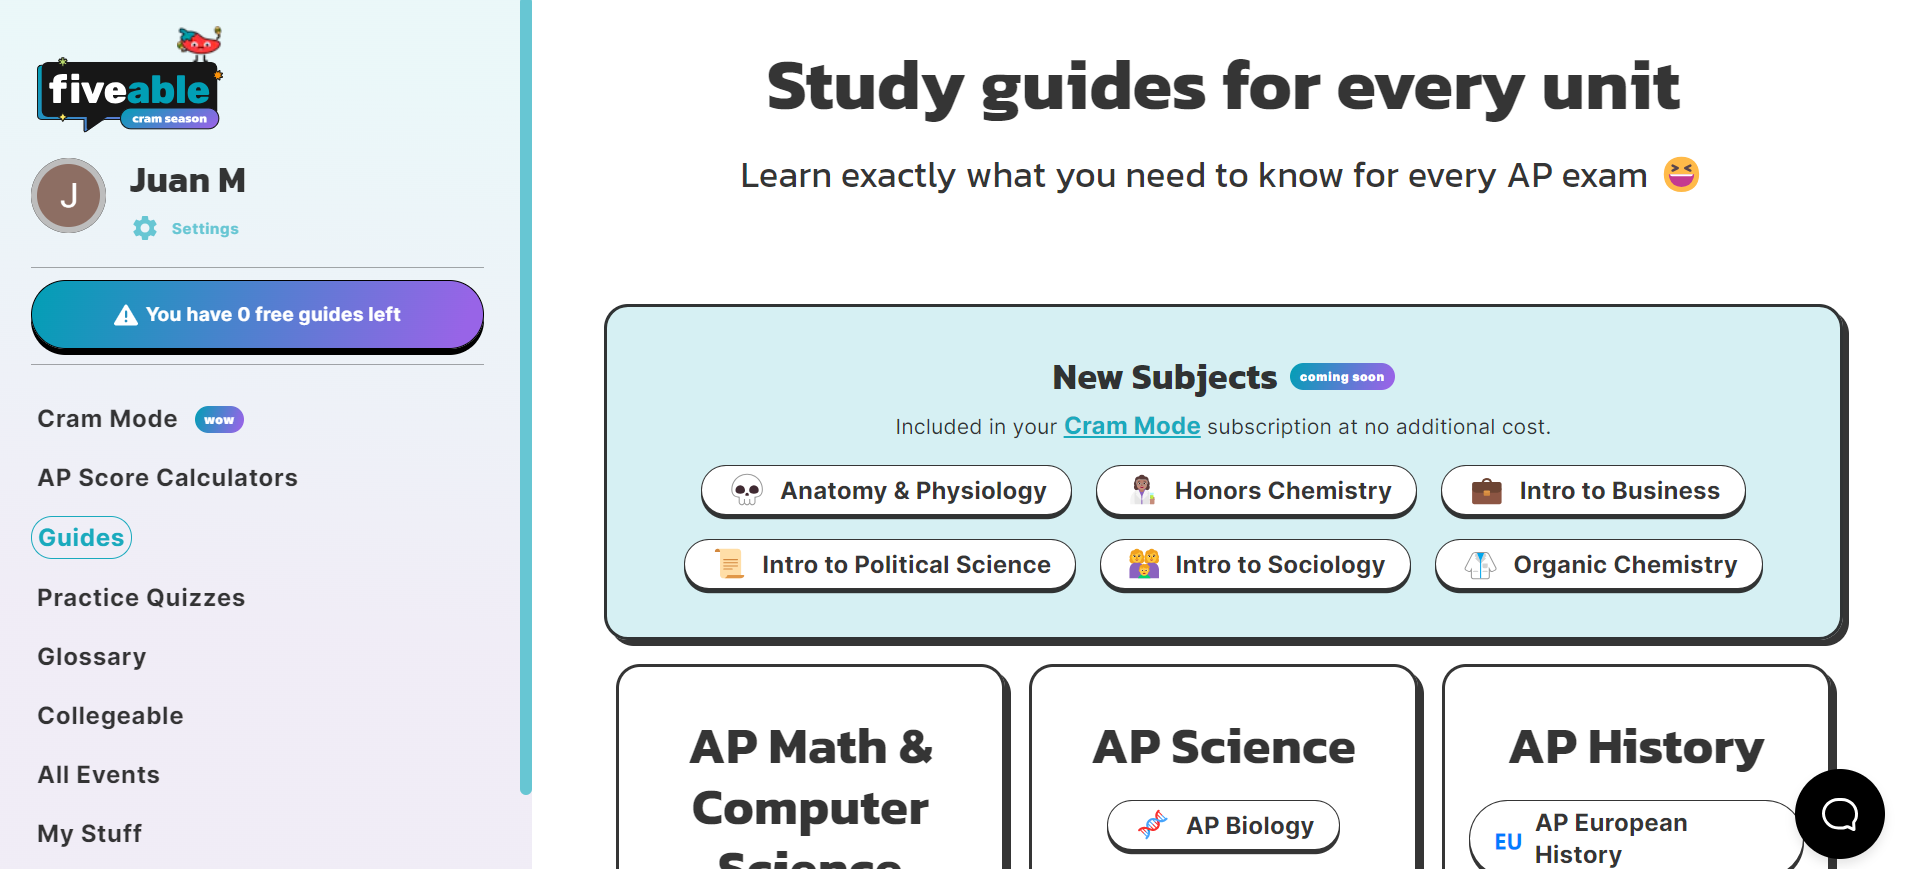 fiveable
cram season
J
Juan M
Settings
You have 0 free guides left
Cram Mode wow
AP Score Calculators
Guides
Practice Quizzes
Glossary
Collegeable
All Events
My Stuff
Study guides for every unit
Learn exactly what you need to know for every AP exam 😆
New Subjects coming soon
Included in your Cram Mode subscription at no additional cost.
Anatomy & Physiology
Honors Chemistry
Intro to Business
Intro to Political Science
Intro to Sociology
Organic Chemistry
AP Math &
Computer
Science
AP Science
AP Biology
AP History
EU
AP European
History